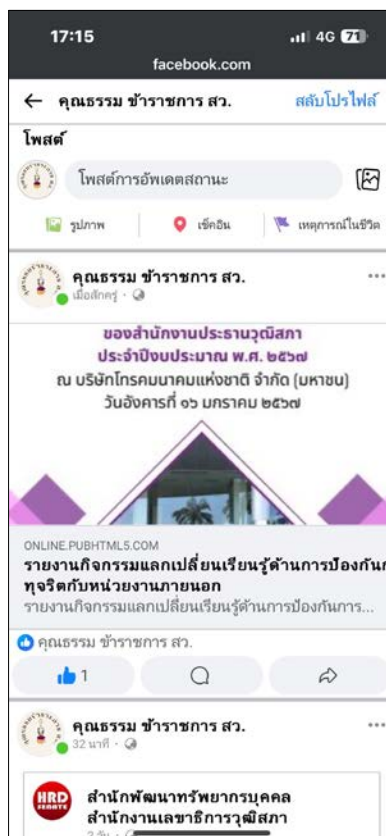 17:15
4G 71
facebook.com
คุณธรรม ข้าราชการ สว.
สลับโปรไฟล์
โพสต์
โพสต์การอัพเดตสถานะ
รูปภาพ
เช็คอิน
เหตุการณ์ในชีวิต
คุณธรรม ข้าราชการ สว.
เมื่อสักครู่ ·
ของสำนักงานประธานวุฒิสภา
ประจำปีงบประมาณ พ.ศ. ๒๕๖๗
ณ บริษัทโทรคมนาคมแห่งชาติ จำกัด (มหาชน)
วันอังคารที่ ๑๖ มกราคม ๒๕๖๗
ONLINE.PUBHTML5.COM
รายงานกิจกรรมแลกเปลี่ยนเรียนรู้ด้านการป้องกันก
ทุจริตกับหน่วยงานภายนอก
รายงานกิจกรรมแลกเปลี่ยนเรียนรู้ด้านการป้องกันการ...
คุณธรรม ข้าราชการ สว.
1
คุณธรรม ข้าราชการ สว.
32 นาที ·
HRD
SENATE
สำนักพัฒนาทรัพยากรบุคคล
สำนักงานเลขาธิการวุฒิสภา